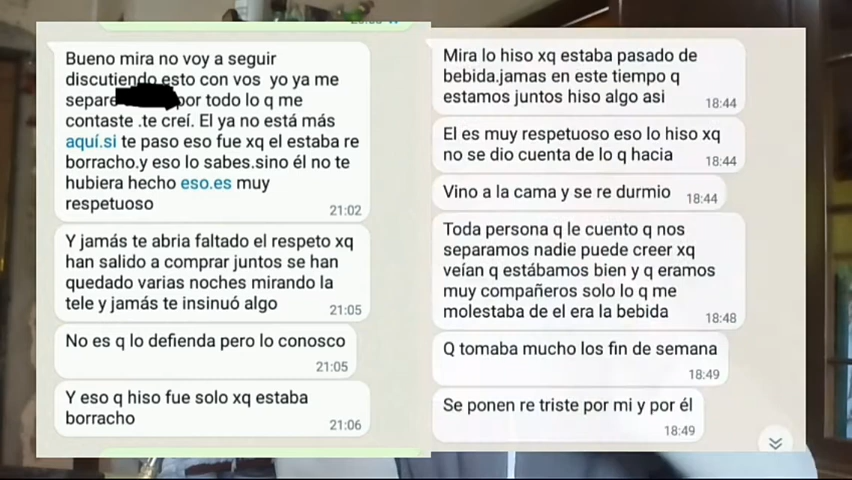 Bueno mira no voy a seguir
discutiendo esto con vos yo ya me
separe por todo lo q me
contaste .te creí. El ya no está más
aquí.si te paso eso fue xq el estaba re
borracho.y eso lo sabes.sino él no te
hubiera hecho eso.es muy
respetuoso
21:02
Y jamás te abria faltado el respeto xq
han salido a comprar juntos se han
quedado varias noches mirando la
tele y jamás te insinuó algo
21:05
No es q lo defienda pero lo conosco
21:05
Y eso q hiso fue solo xq estaba
borracho
21:06
Mira lo hiso xq estaba pasado de
bebida.jamas en este tiempo q
estamos juntos hiso algo asi
18:44
El es muy respetuoso eso lo hiso xq
no se dio cuenta de lo q hacia
18:44
Vino a la cama y se re durmio
18:44
Toda persona q le cuento q nos
separamos nadie puede creer xq
veían q estábamos bien y q eramos
muy compañeros solo lo q me
molestaba de el era la bebida
18:48
Q tomaba mucho los fin de semana
18:49
Se ponen re triste por mi y por él
18:49